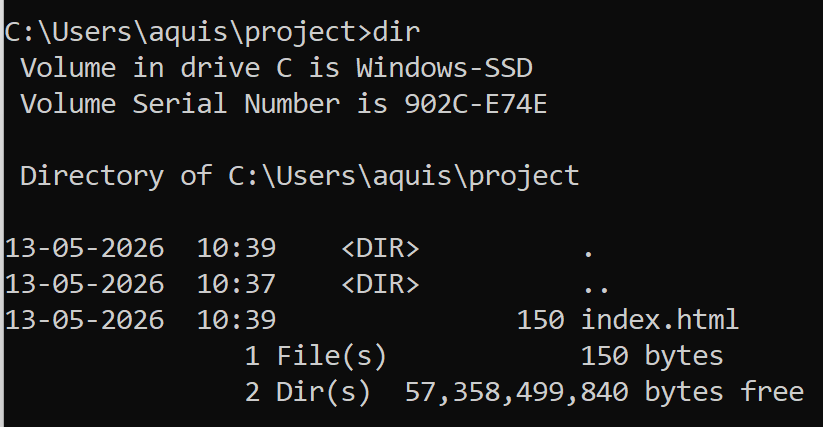 C:\Users\aquis\project>dir
 Volume in drive C is Windows-SSD
 Volume Serial Number is 902C-E74E

 Directory of C:\Users\aquis\project

13-05-2026  10:39    <DIR>          .
13-05-2026  10:37    <DIR>          ..
13-05-2026  10:39               150 index.html
               1 File(s)            150 bytes
               2 Dir(s)  57,358,499,840 bytes free